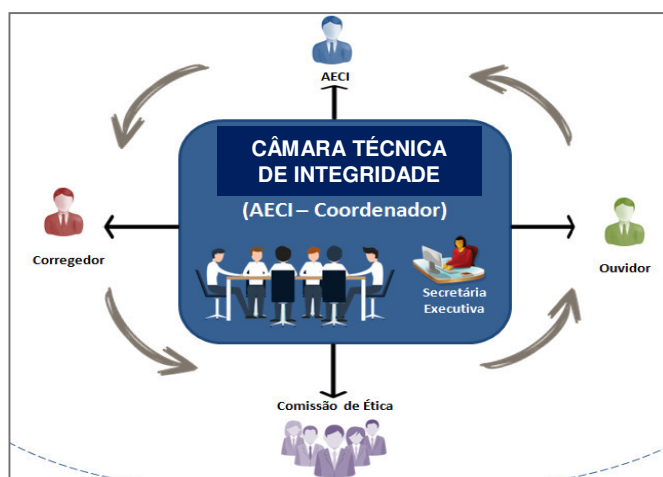 AECI
CÂMARA TÉCNICA
DE INTEGRIDADE
(AECI – Coordenador)
Corregedor
Ouvidor
Secretária
Executiva
Comissão de Ética